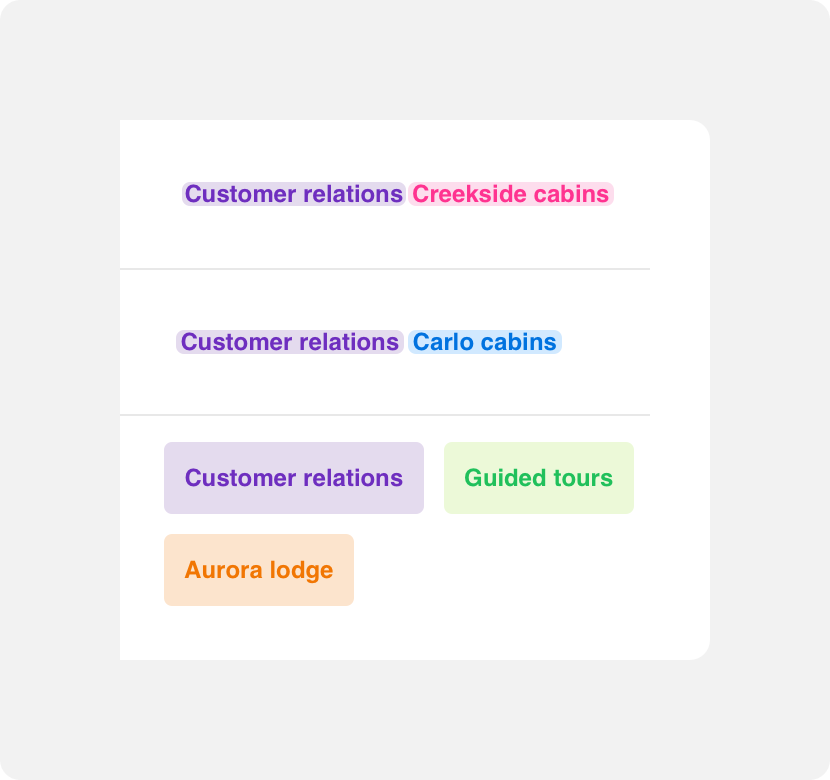 Customer relations Creekside cabins
Customer relations Carlo cabins
Customer relations Guided tours
Aurora lodge